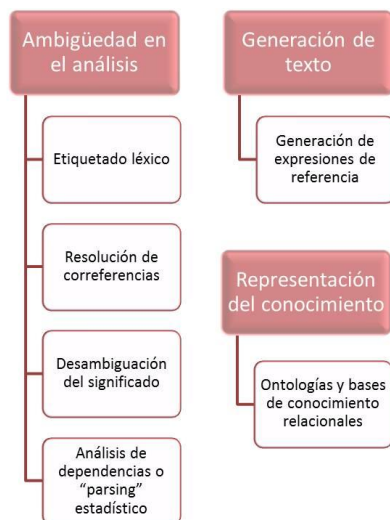 Ambigüedad en
el análisis
Etiquetado léxico
Resolución de
correferencias
Desambiguación
del significado
Análisis de
dependencias o
“parsing”
estadístico
Generación de
texto
Generación de
expresiones de
referencia
Representación
del conocimiento
Ontologías y bases
de conocimiento
relacionales